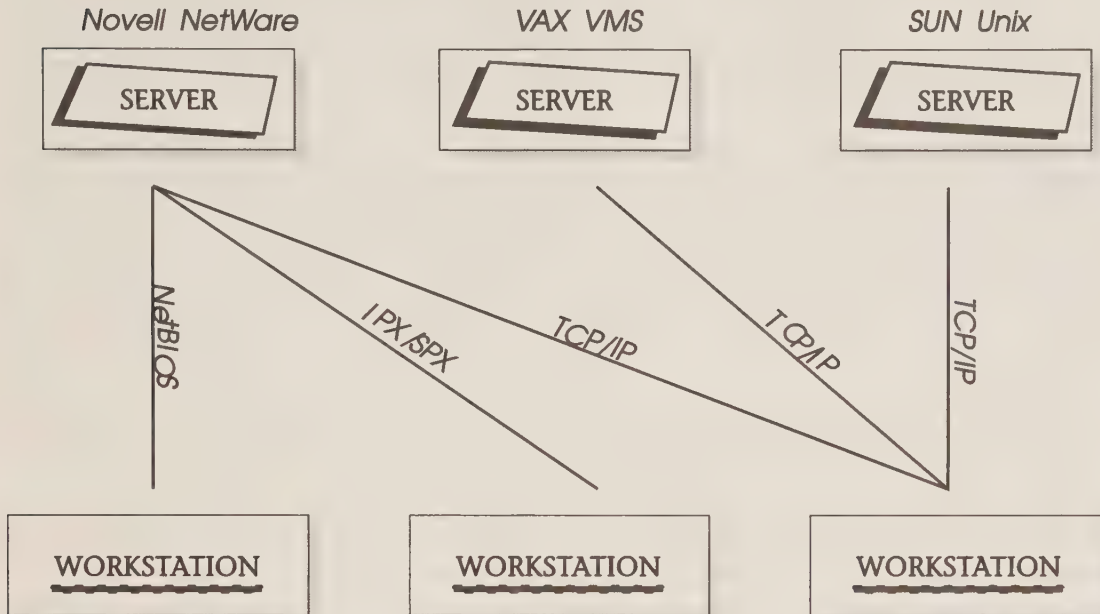 Novell NetWare VAX VMS SUN Unix
SERVER SERVER SERVER
NetBIOS
IPX/SPX
TCP/IP
TCP/IP
TCP/IP
WORKSTATION WORKSTATION WORKSTATION